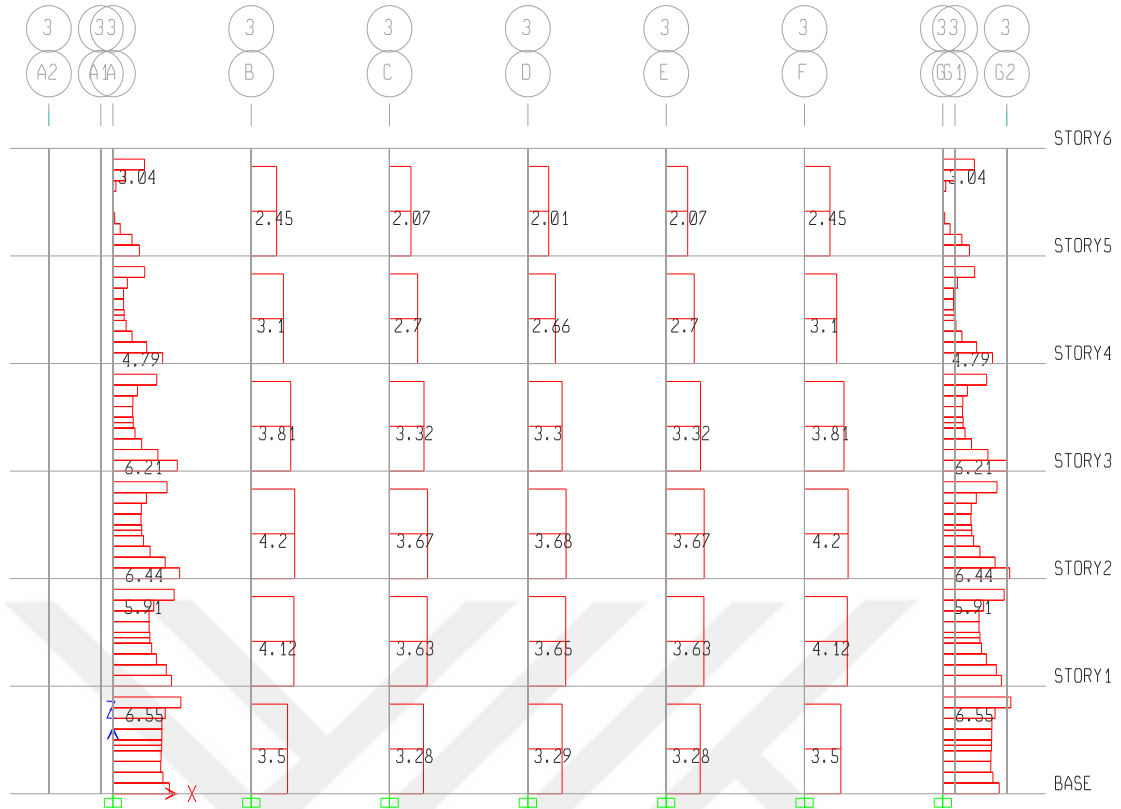 3 3 3 3 3 3 3 3 3 3 3
A2 A1 A B C D E F G G1 G2
STORY6
3.04 3.04
2.45 2.07 2.01 2.07 2.45
STORY5
3.1 2.7 2.66 2.7 3.1
STORY4
4.79 4.79
3.81 3.32 3.3 3.32 3.81
STORY3
6.21 6.21
4.2 3.67 3.68 3.67 4.2
STORY2
6.44 6.44
5.91 5.91
4.12 3.63 3.65 3.63 4.12
STORY1
Z
6.55 6.55
3.5 3.28 3.29 3.28 3.5
BASE
X